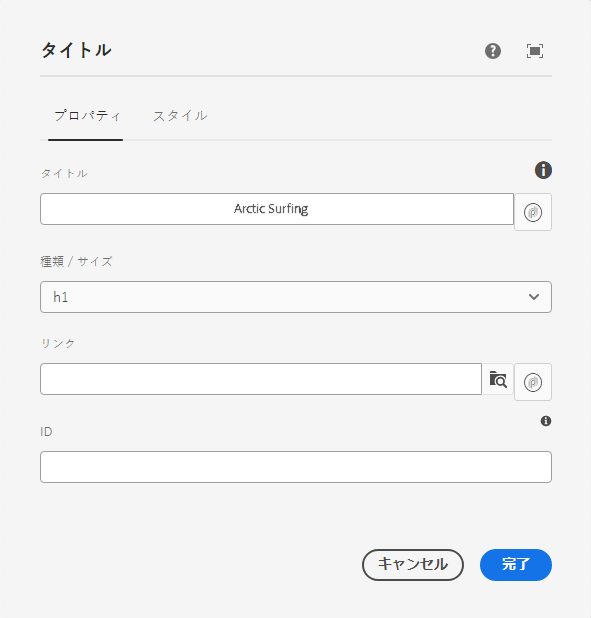 タイトル
プロパティ スタイル
タイトル
Arctic Surfing
種類 / サイズ
h1
リンク
ID
キャンセル 完了